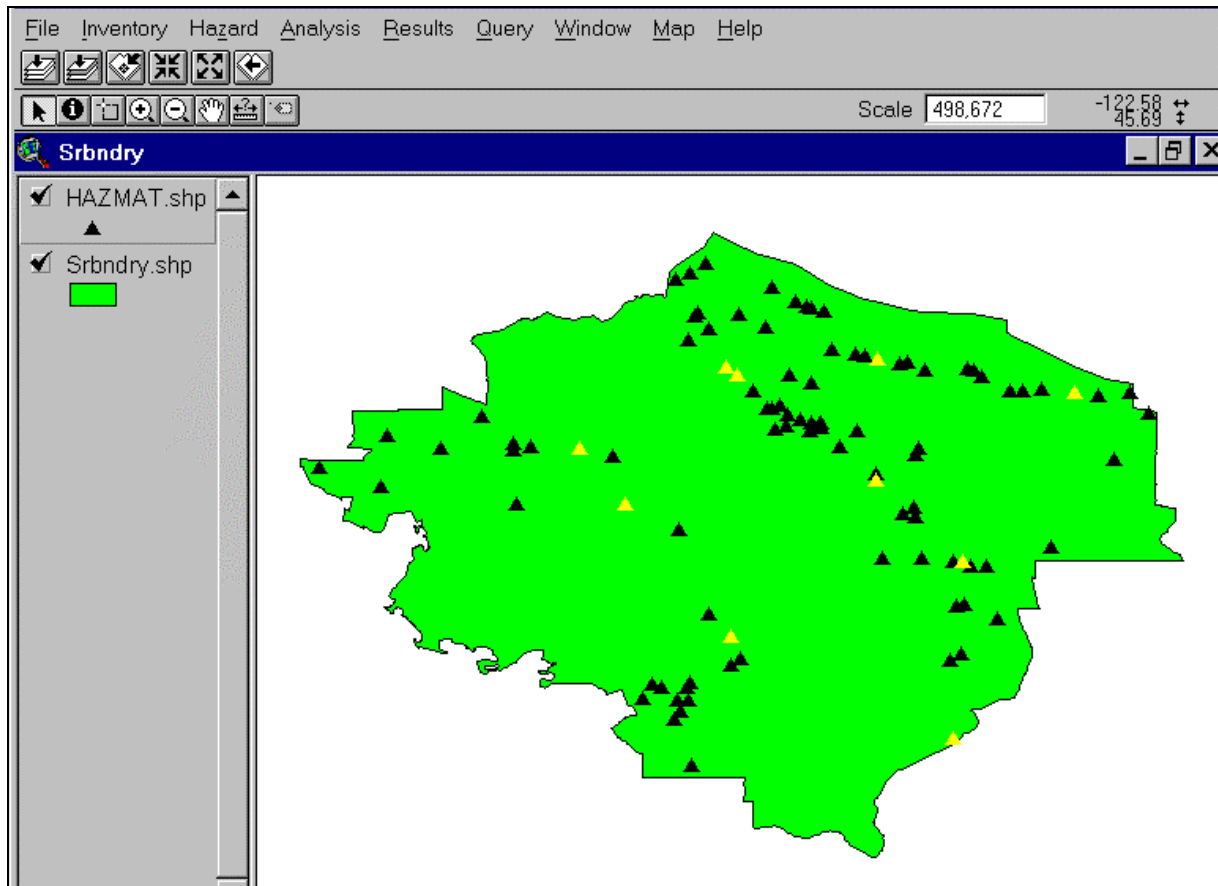 File Inventory Hazard Analysis Results Query Window Map Help
Scale 498,672 -122.58
45.69
Srbndry
HAZMAT.shp
Srbndry.shp